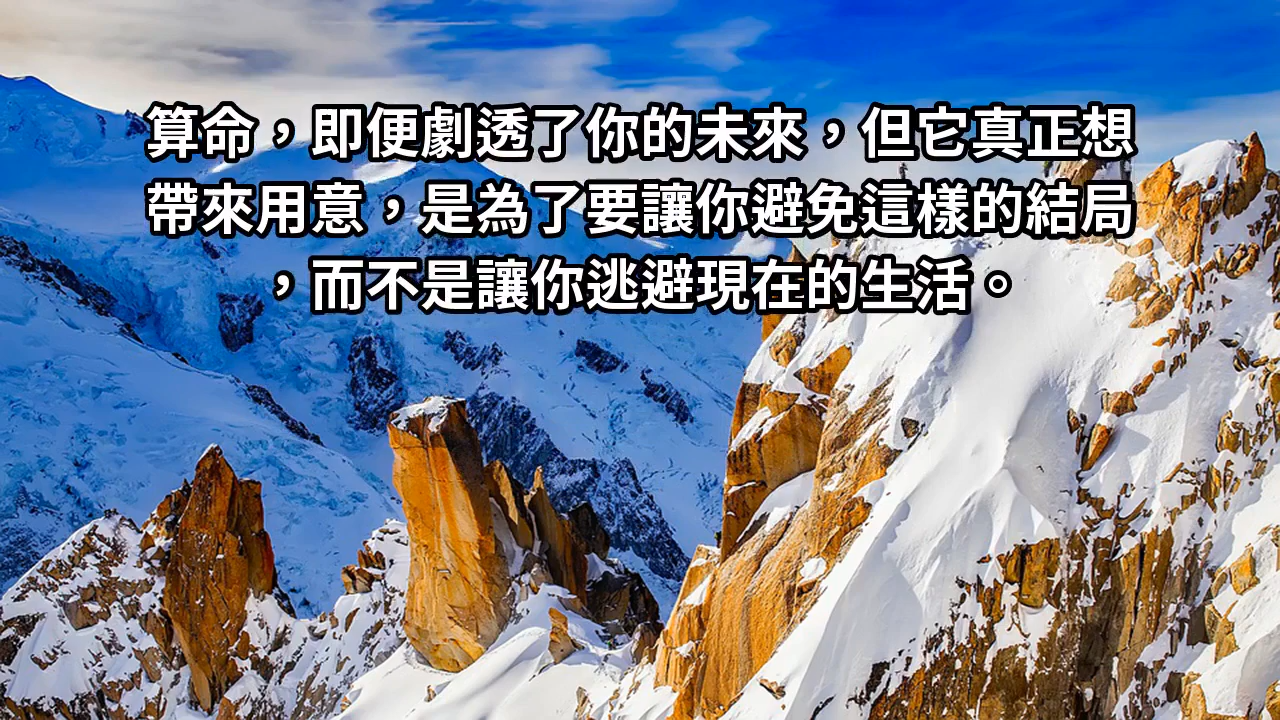 算命，即便劇透了你的未來，但它真正想
帶來用意，是為了要讓你避免這樣的結局
，而不是讓你逃避現在的生活。